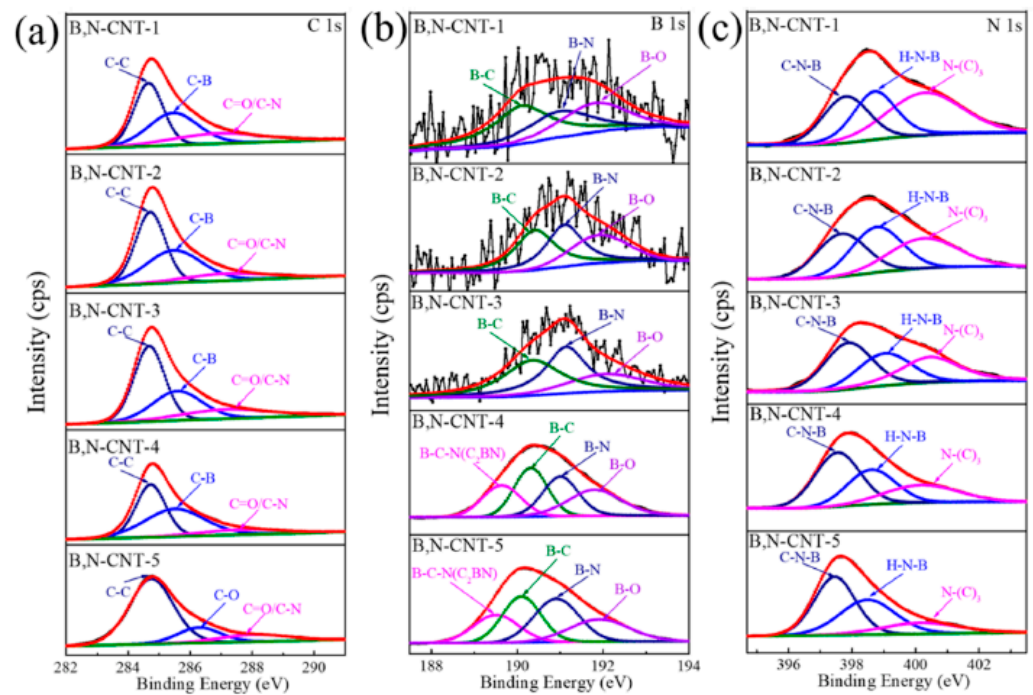 (a)
B,N-CNT-1
C 1s
C-C
C-B
C=O/C-N
B,N-CNT-2
C-C
C-B
C=O/C-N
B,N-CNT-3
C-C
C-B
C=O/C-N
B,N-CNT-4
C-C
C-B
C=O/C-N
B,N-CNT-5
C-C
C-O
C=O/C-N
Intensity (cps)
282 284 286 288 290
Binding Energy (eV)
(b)
B,N-CNT-1
B 1s
B-C
B-N
B-O
B,N-CNT-2
B-C
B-N
B-O
B,N-CNT-3
B-C
B-N
B-O
B,N-CNT-4
B-C-N(C₂BN)
B-C
B-N
B-O
B,N-CNT-5
B-C-N(C₂BN)
B-C
B-N
B-O
Intensity (cps)
188 190 192 194
Binding Energy (eV)
(c)
B,N-CNT-1
N 1s
C-N-B
H-N-B
N-(C)₃
B,N-CNT-2
C-N-B
H-N-B
N-(C)₃
B,N-CNT-3
C-N-B
H-N-B
N-(C)₃
B,N-CNT-4
C-N-B
H-N-B
N-(C)₃
B,N-CNT-5
C-N-B
H-N-B
N-(C)₃
Intensity (cps)
396 398 400 402
Binding Energy (eV)